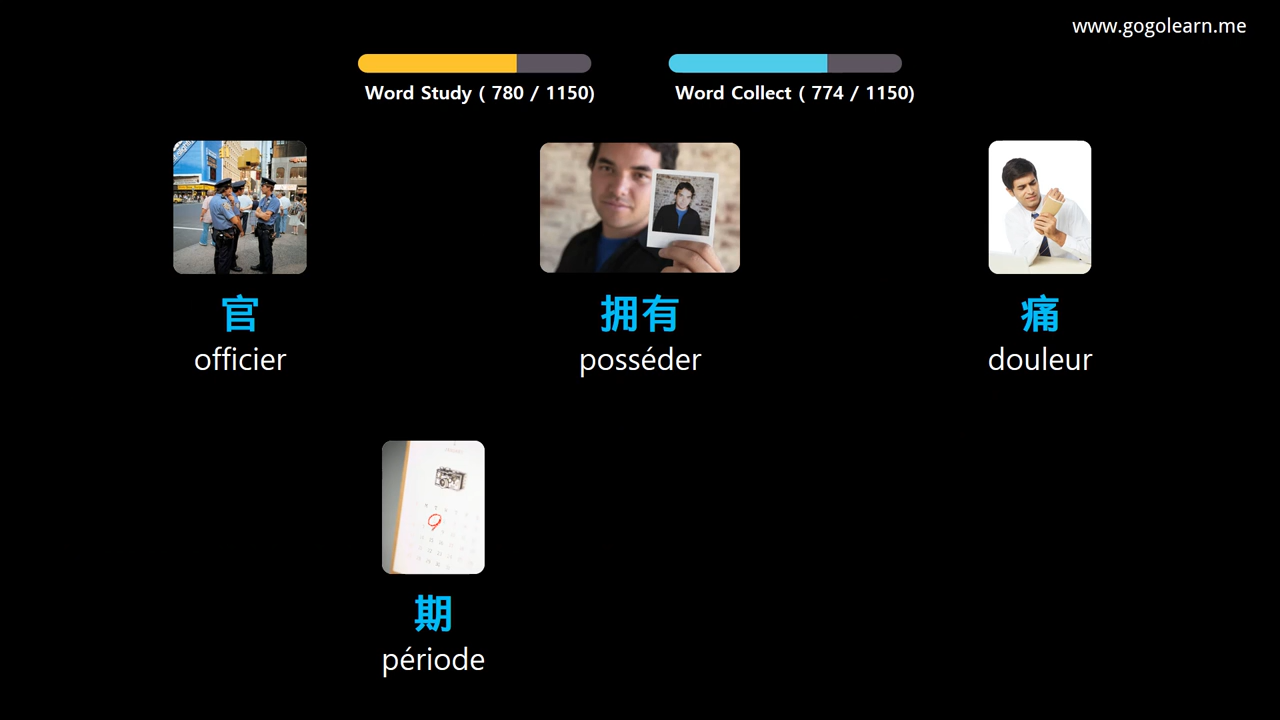 www.gogolearn.me
Word Study ( 780 / 1150)
Word Collect ( 774 / 1150)
官
officier
拥有
posséder
痛
douleur
期
période